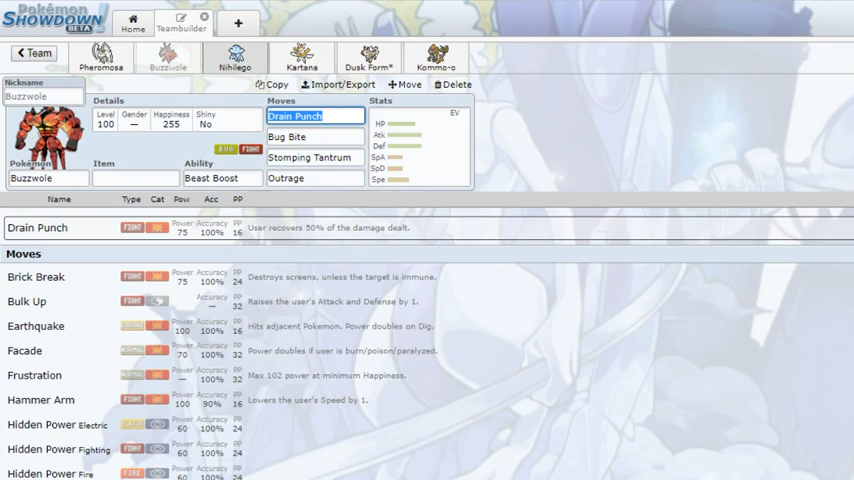 Pokémon
SHOWDOWN!
BETA
Home
Teambuilder
+
< Team
Pheromosa
Buzzwole
Nihilego
Kartana
Dusk Form*
Kommo-o
Copy
Import/Export
Move
Delete
Nickname
Buzzwole
Details
Moves
Stats
Level
Gender
Happiness
Shiny
100
—
255
No
Drain Punch
EV
HP
Atk
Def
SpA
SpD
Spe
Bug Bite
BUG
FIGHT
Stomping Tantrum
Pokémon
Item
Ability
Buzzwole
Beast Boost
Outrage
Name
Type
Cat
Pow
Acc
PP
Drain Punch FIGHT Power 75 Accuracy 100% PP 16 User recovers 50% of the damage dealt.
Moves
Brick Break FIGHT Power 75 Accuracy 100% PP 24 Destroys screens, unless the target is immune.
Bulk Up FIGHT Accuracy — PP 32 Raises the user's Attack and Defense by 1.
Earthquake GROUND Power 100 Accuracy 100% PP 16 Hits adjacent Pokemon. Power doubles on Dig.
Facade NORMAL Power 70 Accuracy 100% PP 32 Power doubles if user is burn/poison/paralyzed.
Frustration NORMAL Power — Accuracy 100% PP 32 Max 102 power at minimum Happiness.
Hammer Arm FIGHT Power 100 Accuracy 90% PP 16 Lowers the user's Speed by 1.
Hidden Power Electric Power 60 Accuracy 100% PP 24
Hidden Power Fighting FIGHT Power 60 Accuracy 100% PP 24
Hidden Power Fire FIRE Power 60 Accuracy 100% PP 24